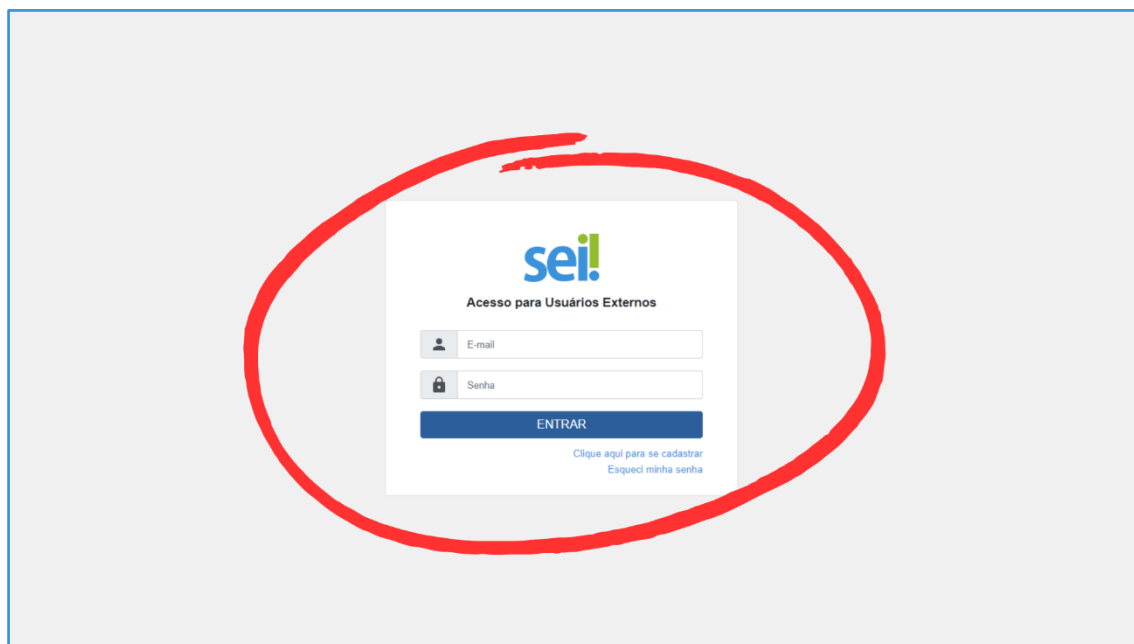 sei!
Acesso para Usuários Externos
E-mail
Senha
ENTRAR
Clique aqui para se cadastrar
Esqueci minha senha